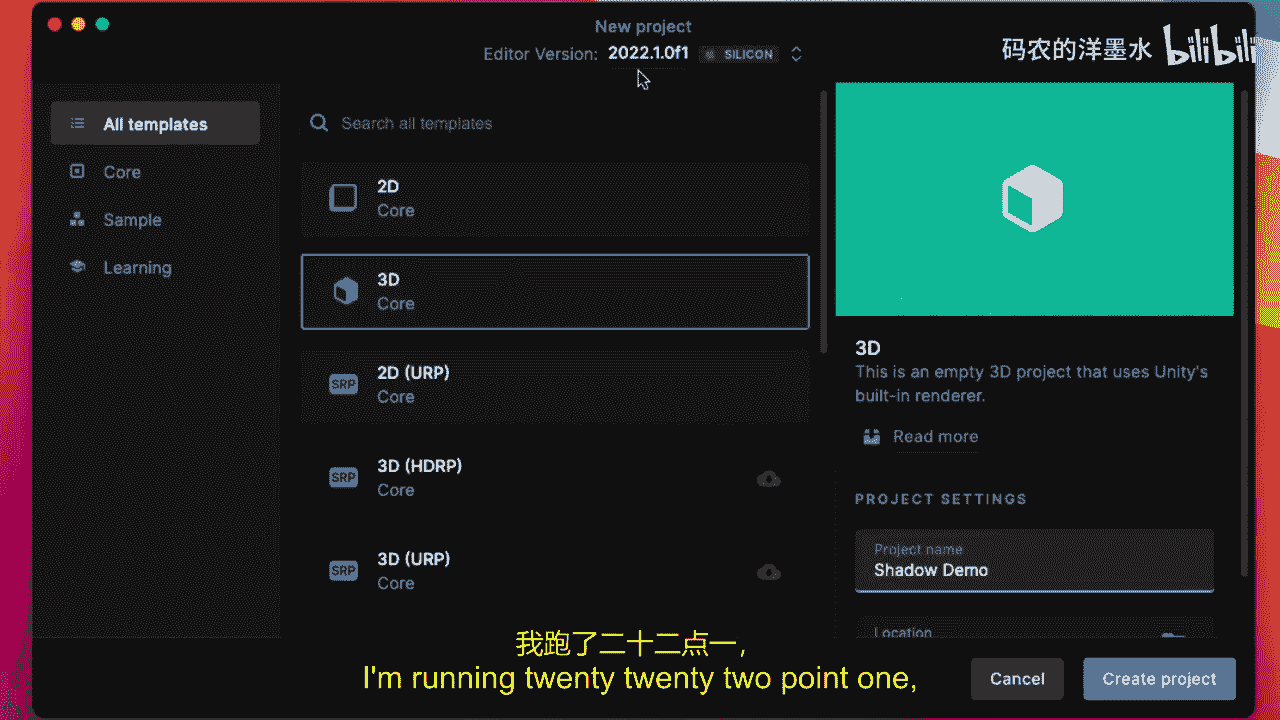 New project
Editor Version: 2022.1.0f1 SILICON
码农的洋墨水 bilibili
All templates
Core
Sample
Learning
Search all templates
2D
Core
3D
Core
2D (URP)
Core
3D (HDRP)
Core
3D (URP)
Core
SRP
SRP
SRP
3D
This is an empty 3D project that uses Unity's
built-in renderer.
Read more
PROJECT SETTINGS
Project name
Shadow Demo
Location
我跑了二十二点一,
I'm running twenty twenty two point one,
Cancel
Create project